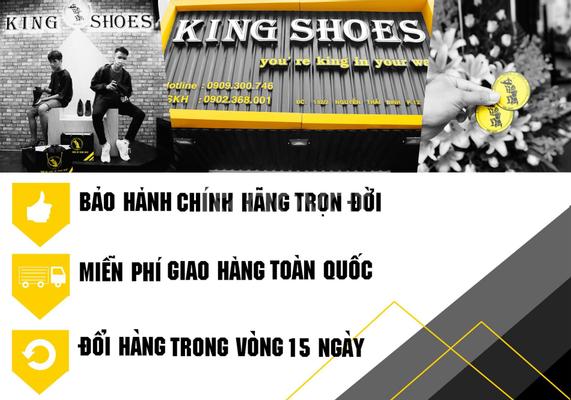 KING SHOES
KING SHOES
you're king in your
Hotline : 0909.300.746
SKH : 0902.368.001
BẢO HÀNH CHÍNH HÃNG TRỌN ĐỜI
MIỄN PHÍ GIAO HÀNG TOÀN QUỐC
ĐỔI HÀNG TRONG VÒNG 15 NGÀY